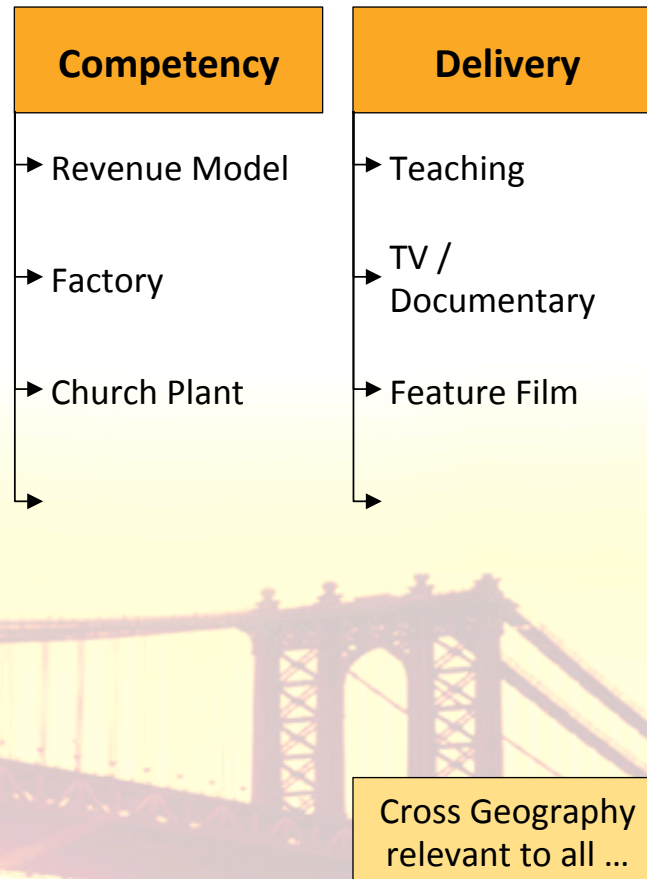 Competency
Revenue Model
Factory
Church Plant
Delivery
Teaching
TV /
Documentary
Feature Film
Cross Geography
relevant to all ...